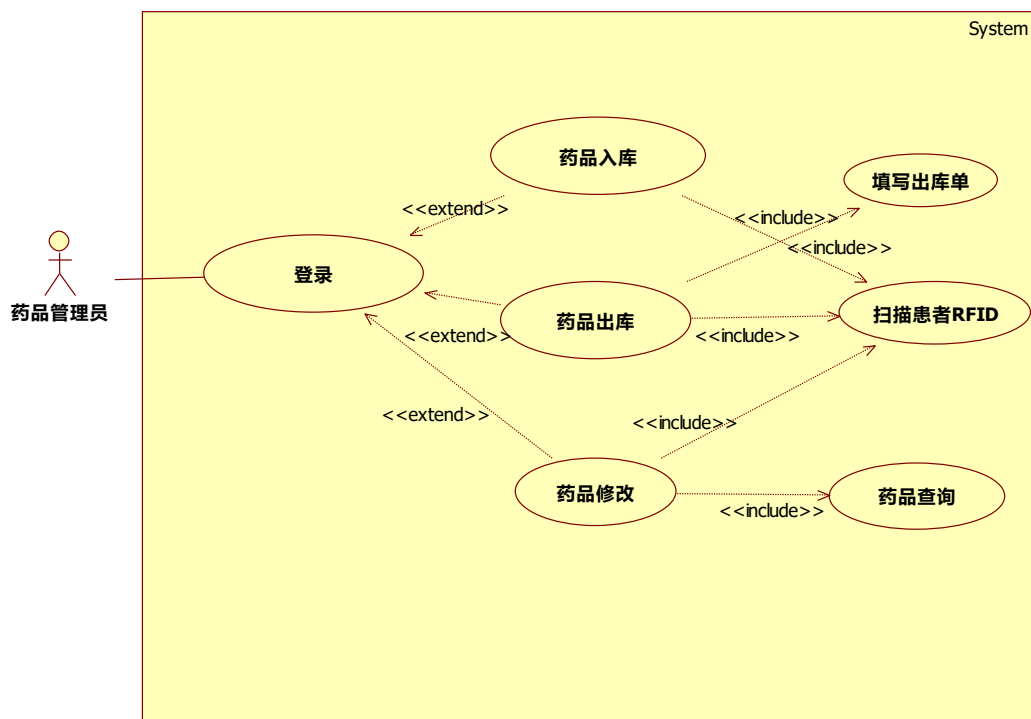 System
药品入库
填写出库单
<<extend>>
<<include>>
<<include>>
登录
药品管理员
药品出库
扫描患者RFID
<<extend>>
<<include>>
<<extend>>
<<include>>
药品修改
药品查询
<<include>>